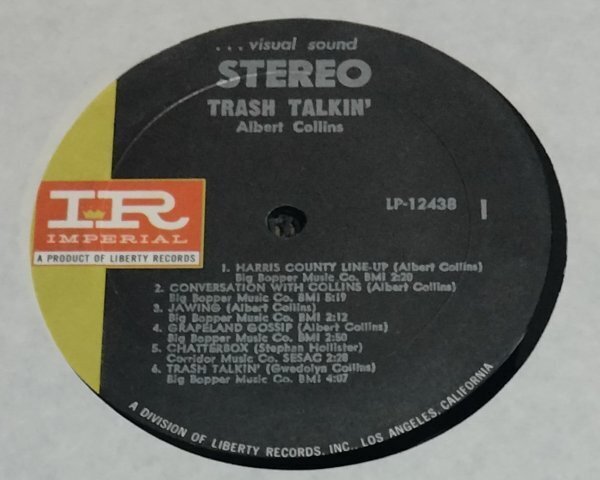 ... visual sound
STEREO
TRASH TALKIN'
Albert Collins
IR
IMPERIAL
A PRODUCT OF LIBERTY RECORDS
LP-12438 1
1. HARRIS COUNTY LINE-UP (Albert Collins)
Big Bopper Music Co. BMI 2:20
2. CONVERSATION WITH COLLINS (Albert Collins)
Big Bopper Music Co. BMI 5:19
3. JAWING (Albert Collins)
Big Bopper Music Co. BMI 2:12
4. GRAPELAND GOSSIP (Albert Collins)
Big Bopper Music Co. BMI 2:50
5. CHATTERBOX (Stephan Hollister)
Corridor Music Co. SESAC 2:28
6. TRASH TALKIN' (Gwedolyn Collins)
Big Bopper Music Co. BMI 4:07
A DIVISION OF LIBERTY RECORDS, INC., LOS ANGELES, CALIFORNIA